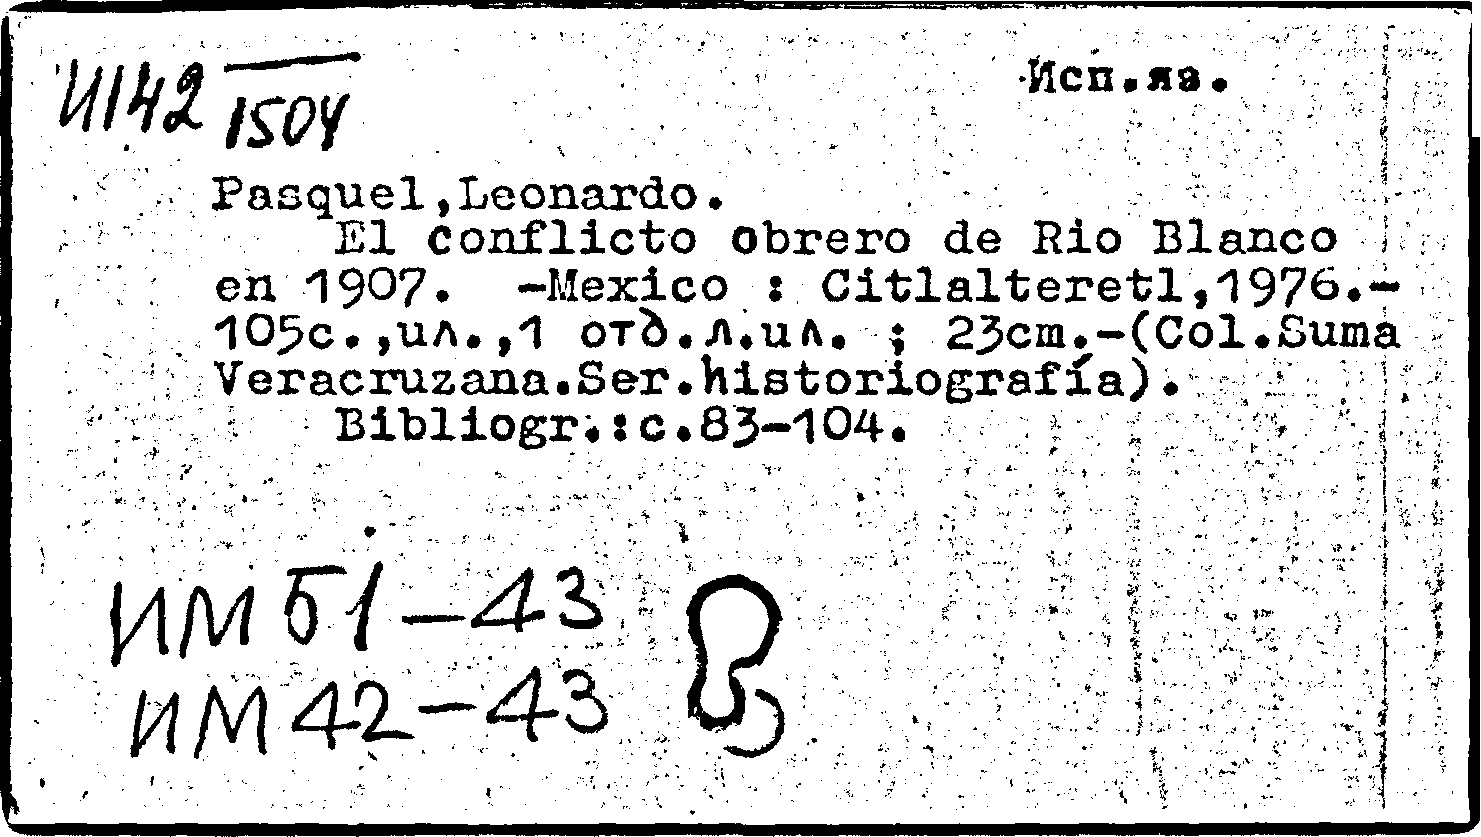 И142 1504
Исп.яз.
Pasquel,Leonardo.
El conflicto obrero de Rio Blanco
en 1907. -Mexico : Citlalteretl,1976.-
105с.,ил.,1 отд.л.ил. ; 23cm.-(Col.Suma
Veracruzana.Ser.historiografía).
Bibliogr.:c.83-104.
ИМ51-43
ИМ42-43